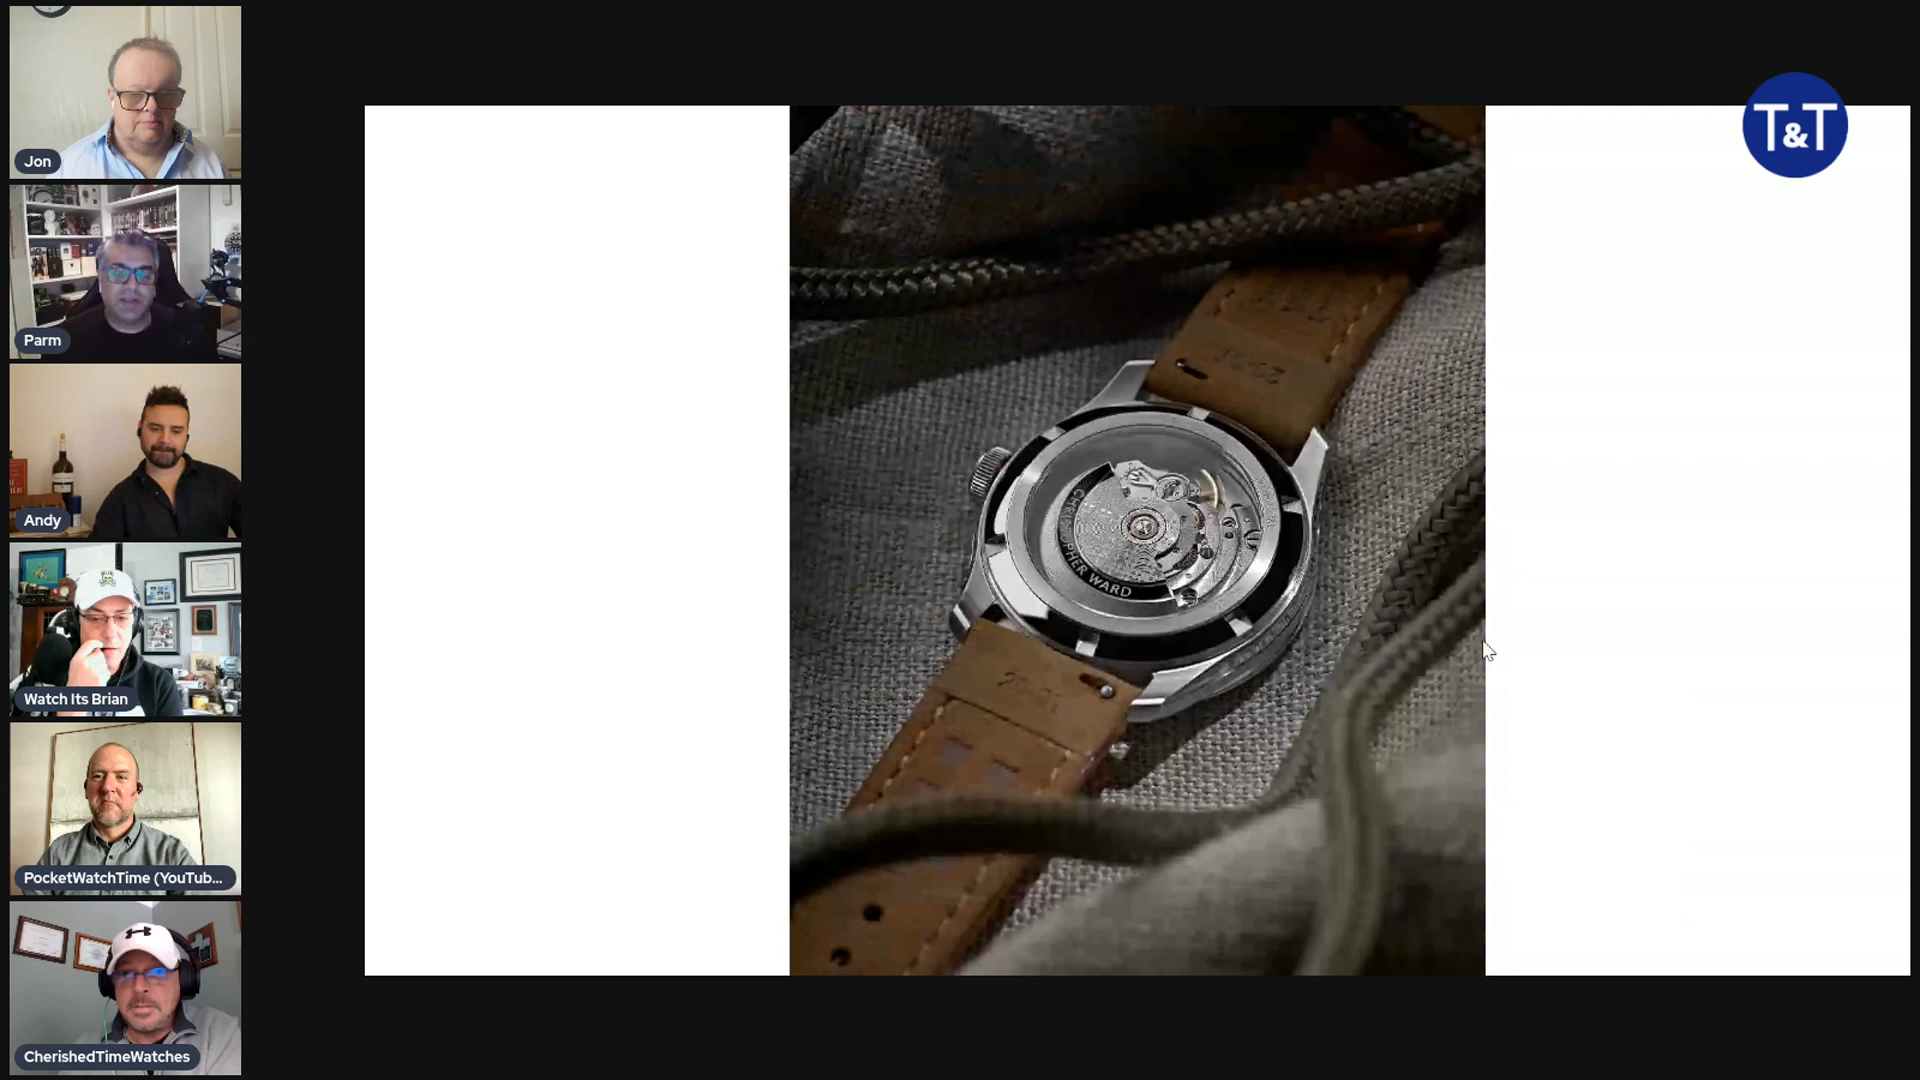 Jon
Parm
Andy
Watch Its Brian
PocketWatchTime (YouTub...
CherishedTimeWatches
T&T
CHRISTOPHER WARD